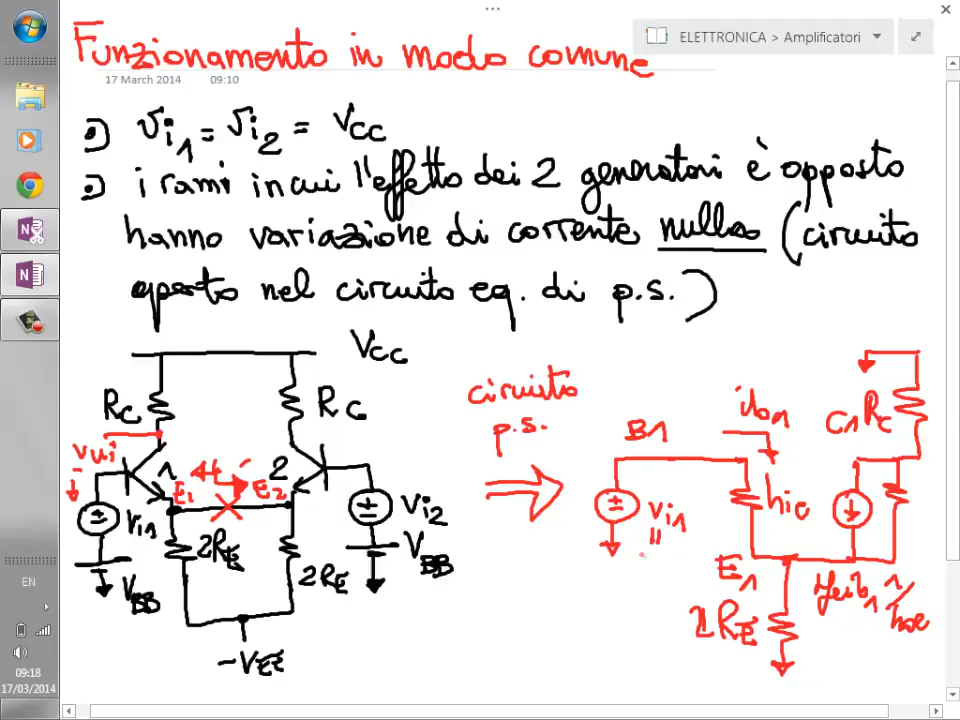 ELETTRONICA > Amplificatori
Funzionamento in modo comune
17 March 2014 09:10
vi1 = vi2 = VCC
i rami in cui l'effetto dei 2 generatori è opposto
hanno variazione di corrente nulla (circuito
aperto nel circuito eq. di p.s.)
VCC
RC
RC
circuito
p.s.
ib1
C1
RC
B1
1
2
E1
E2
vi1
vi2
hie
vi1
"
VBB
VBB
2RE
2RE
E1
hfeib1
1/hoe
2RE
-VEE
EN
09:18
17/03/2014